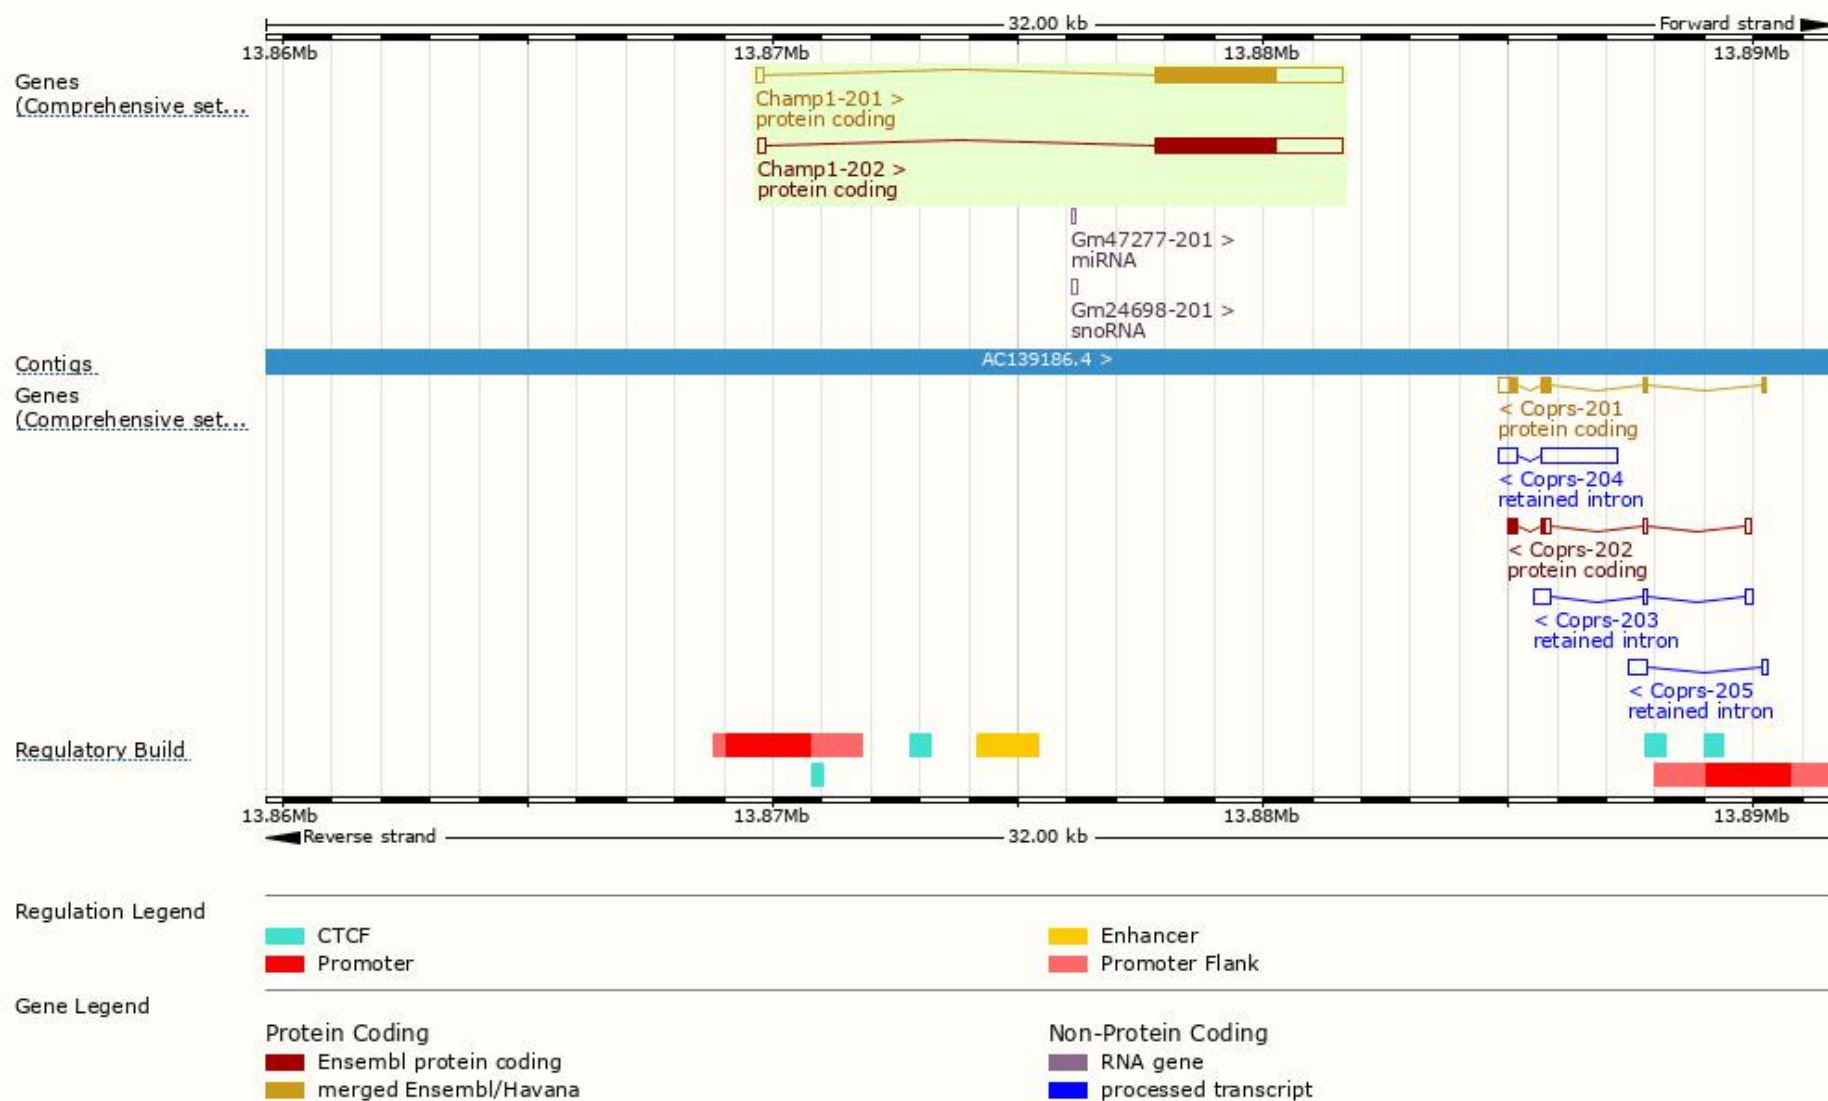 32.00 kb
Forward strand
13.86Mb
13.87Mb
13.88Mb
13.89Mb
Genes
(Comprehensive set...
Champ1-201 >
protein coding
Champ1-202 >
protein coding
Gm47277-201 >
miRNA
Gm24698-201 >
snoRNA
Contigs
AC139186.4 >
Genes
(Comprehensive set...
< Coprs-201
protein coding
< Coprs-204
retained intron
< Coprs-202
protein coding
< Coprs-203
retained intron
< Coprs-205
retained intron
Regulatory Build
13.86Mb
13.87Mb
13.88Mb
13.89Mb
Reverse strand
32.00 kb
Regulation Legend
CTCF
Enhancer
Promoter
Promoter Flank
Gene Legend
Protein Coding
Non-Protein Coding
Ensembl protein coding
RNA gene
merged Ensembl/Havana
processed transcript